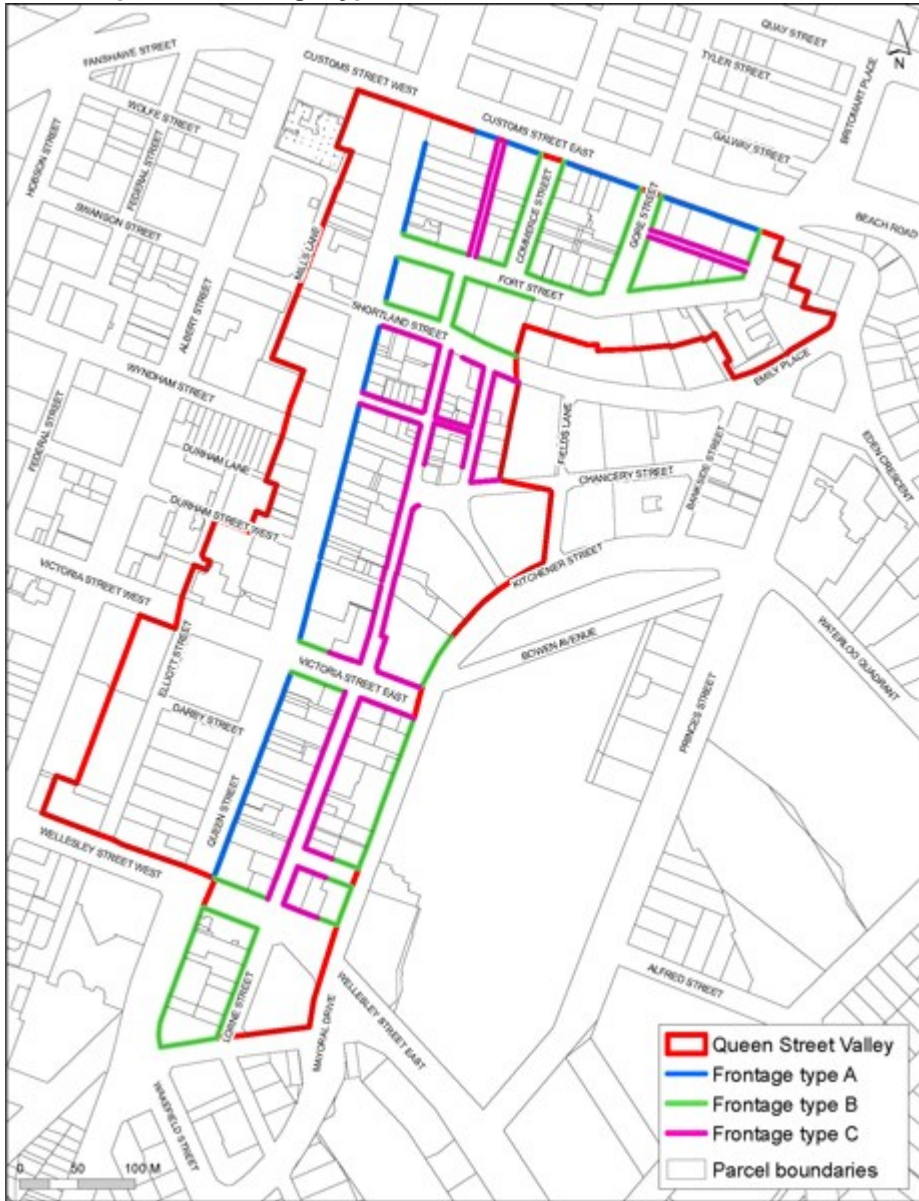 QUAY STREET
FANSHAWE STREET
TYLER STREET
N
CUSTOMS STREET WEST
BRITOMART PLACE
WOLFE STREET
CUSTOMS STREET EAST
GALWAY STREET
HOBSON STREET
FEDERAL STREET
SWANSON STREET
COMMERCE STREET
GORE STREET
BEACH ROAD
MILLS LANE
FORT STREET
ALBERT STREET
SHORTLAND STREET
EMILY PLACE
WYNDHAM STREET
FEDERAL STREET
FIELDS LANE
DURHAM LANE
CHANCERY STREET
BANKSIDE STREET
EDEN CRESCENT
DURHAM STREET WEST
VICTORIA STREET WEST
KITCHENER STREET
BOWEN AVENUE
WATERLOO QUADRANT
ELLIOTT STREET
VICTORIA STREET EAST
PRINCES STREET
DARBY STREET
QUEEN STREET
WELLESLEY STREET WEST
ALFRED STREET
LORNE STREET
WELLESLEY STREET EAST
MAYORAL DRIVE
WAKEFIELD STREET
Queen Street Valley
Frontage type A
Frontage type B
Frontage type C
Parcel boundaries
0 50 100 M